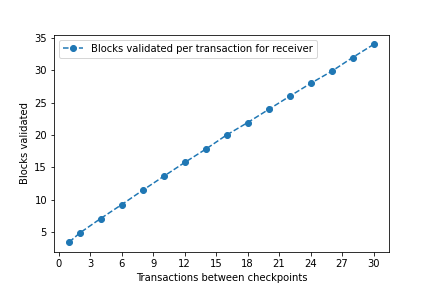 Blocks validated per transaction for receiver
35
30
25
20
15
10
5
Blocks validated
0 3 6 9 12 15 18 21 24 27 30
Transactions between checkpoints